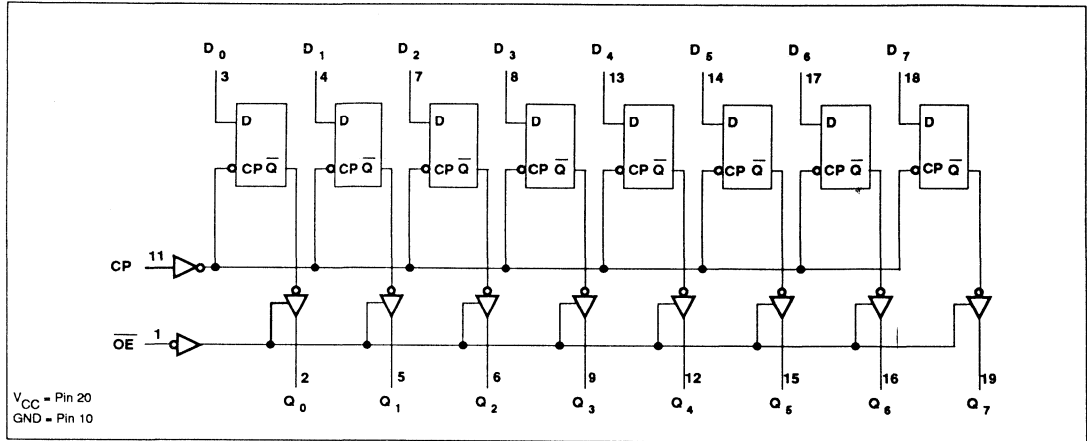 D0 D1 D2 D3 D4 D5 D6 D7
3 4 7 8 13 14 17 18
D D D D D D D D
CP Q̅ CP Q̅ CP Q̅ CP Q̅ CP Q̅ CP Q̅ CP Q̅ CP Q̅
CP 11
O̅E̅ 1
2 5 6 9 12 15 16 19
Q0 Q1 Q2 Q3 Q4 Q5 Q6 Q7
VCC = Pin 20
GND = Pin 10